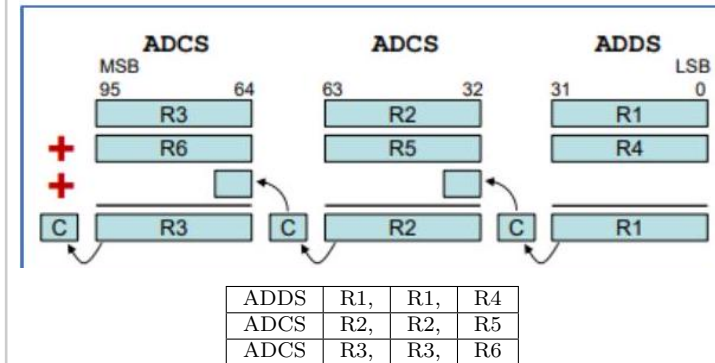 ADCS ADCS ADDS
MSB LSB
95 64 63 32 31 0
R3 R2 R1
+ R6 R5 R4
+
C R3 C R2 C R1
ADDS R1, R1, R4
ADCS R2, R2, R5
ADCS R3, R3, R6